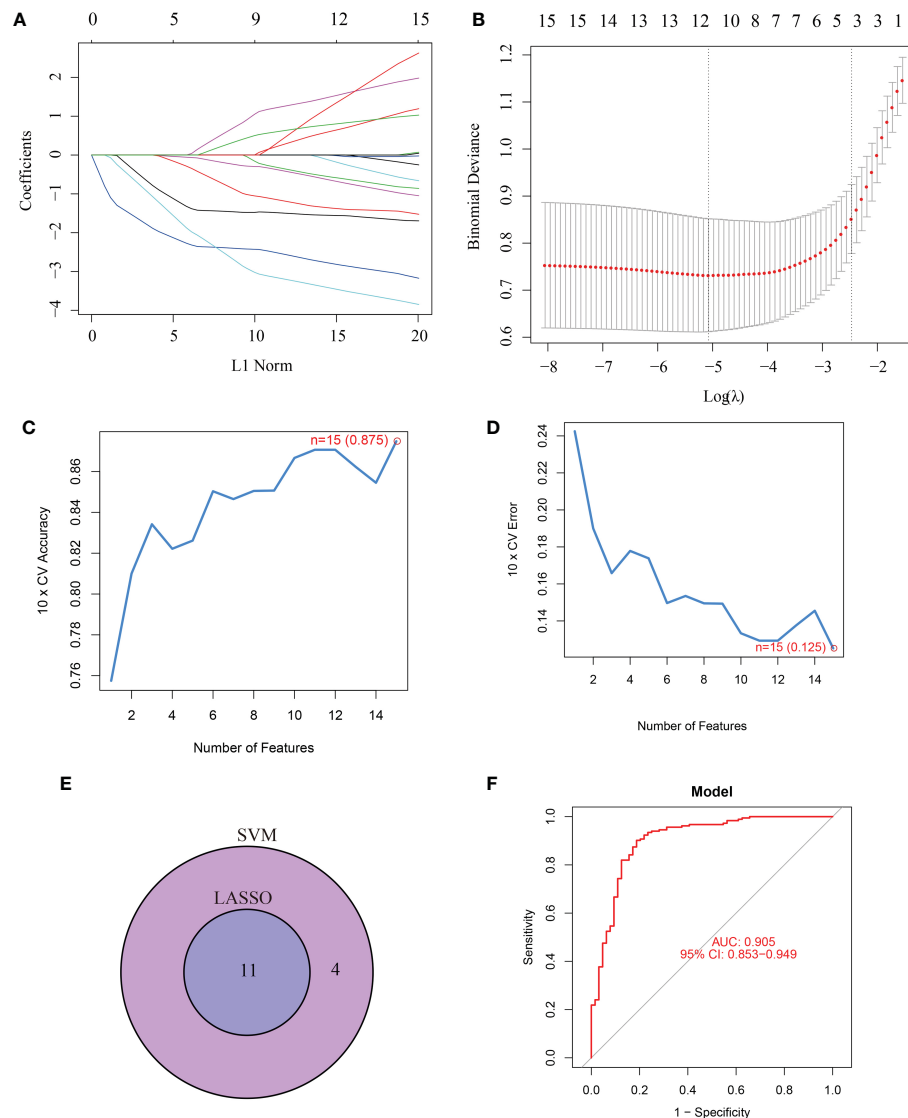 A
0 9 12 15
Coefficients
2
1
0
−1
−2
−3
−4
0 5 10 15 20
L1 Norm
B
15 15 14 13 12 10 7 7 6 5 3 3 1
Binomial Deviance
1.2
1.1
1.0
0.9
0.8
0.7
0.6
−8 −7 −6 −5 −4 −3 −2
Log(λ)
C
n=15 (0.875)
10 x CV Accuracy
0.86
0.84
0.82
0.80
0.78
0.76
2 4 6 8 10 12 14
Number of Features
D
10 x CV Error
0.24
0.22
0.20
0.18
0.16
0.14
n=15 (0.125)
2 4 6 8 10 12 14
Number of Features
E
SVM
LASSO
11 4
F
Model
Sensitivity
1.0
0.8
0.6
0.4
0.2
0.0
AUC: 0.905
95% CI: 0.853−0.949
0.0 0.2 0.4 0.6 0.8 1.0
1 − Specificity